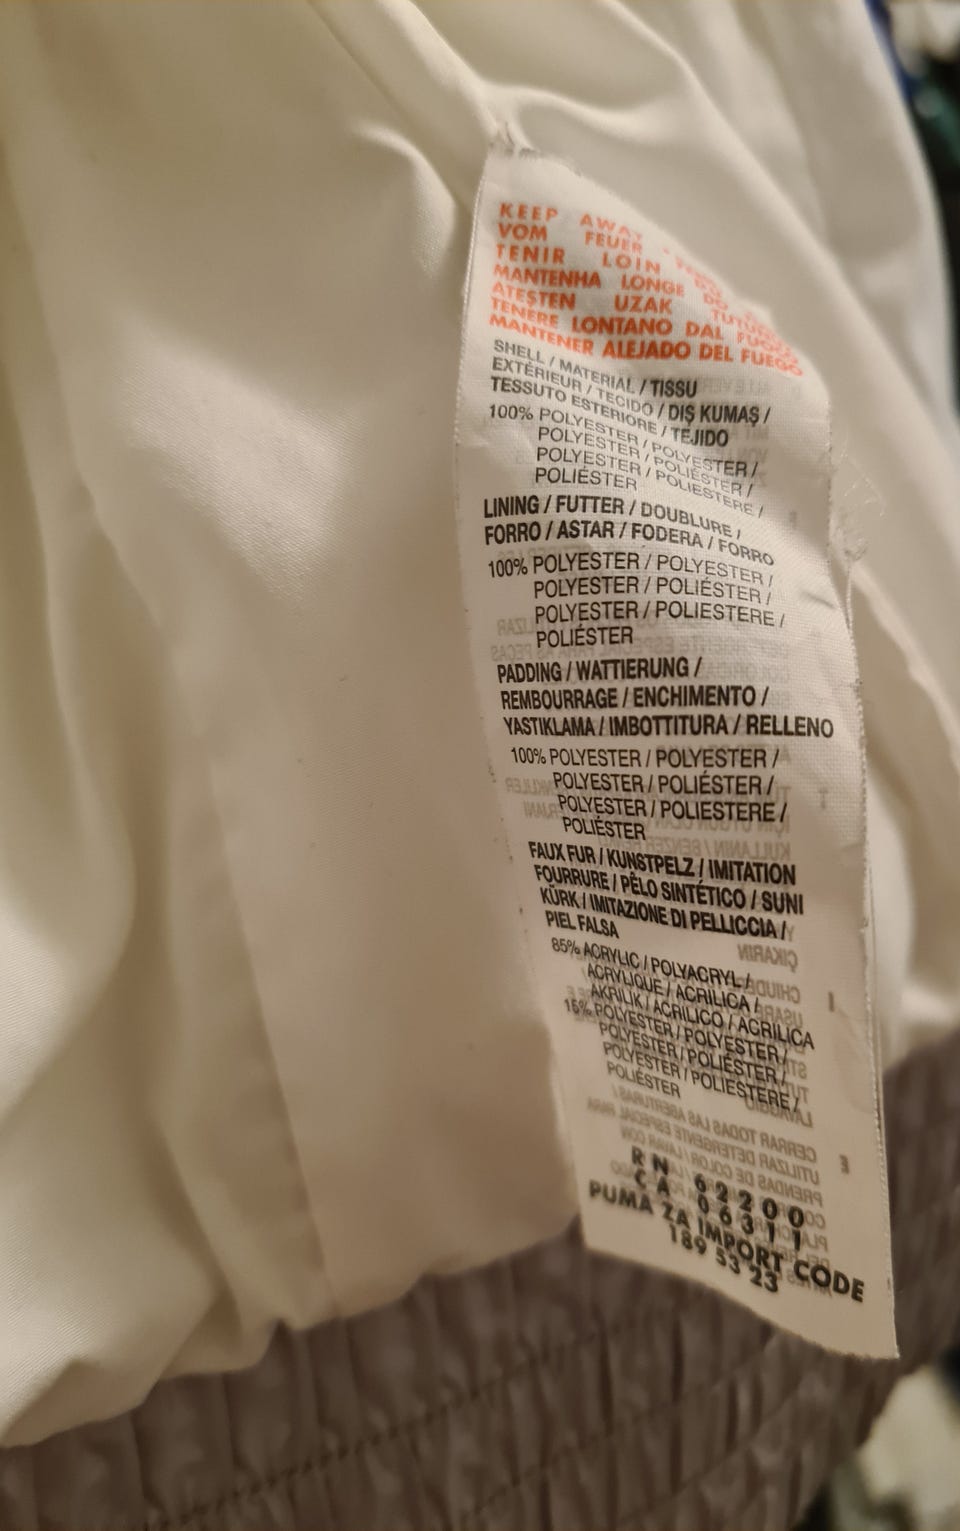 KEEP AWAY
VOM FEUER
TENIR LOIN
MANTENHA LONGE DO
ATEŞTEN UZAK TUTUN
TENERE LONTANO DAL FUOCO
MANTENER ALEJADO DEL FUEGO
SHELL / MATERIAL / TISSU
EXTÉRIEUR / TECIDO / DIŞ KUMAŞ /
TESSUTO ESTERIORE / TEJIDO
100% POLYESTER / POLYESTER /
POLYESTER / POLIÉSTER /
POLYESTER / POLIESTERE /
POLIÉSTER
LINING / FUTTER / DOUBLURE /
FORRO / ASTAR / FODERA / FORRO
100% POLYESTER / POLYESTER /
POLYESTER / POLIÉSTER /
POLYESTER / POLIESTERE /
POLIÉSTER
PADDING / WATTIERUNG /
REMBOURRAGE / ENCHIMENTO /
YASTIKLAMA / IMBOTTITURA / RELLENO
100% POLYESTER / POLYESTER /
POLYESTER / POLIÉSTER /
POLYESTER / POLIESTERE /
POLIÉSTER
FAUX FUR / KUNSTPELZ / IMITATION
FOURRURE / PÊLO SINTÉTICO / SUNI
KÜRK / IMITAZIONE DI PELLICCIA /
PIEL FALSA
85% ACRYLIC / POLYACRYL /
ACRYLIQUE / ACRÍLICA /
AKRILIK / ACRILICO / ACRILICA
15% POLYESTER / POLYESTER /
POLYESTER / POLIÉSTER /
POLYESTER / POLIESTERE /
POLIÉSTER
RN 62200
CA 06311
PUMA ZA IMPORT CODE
189 53 23